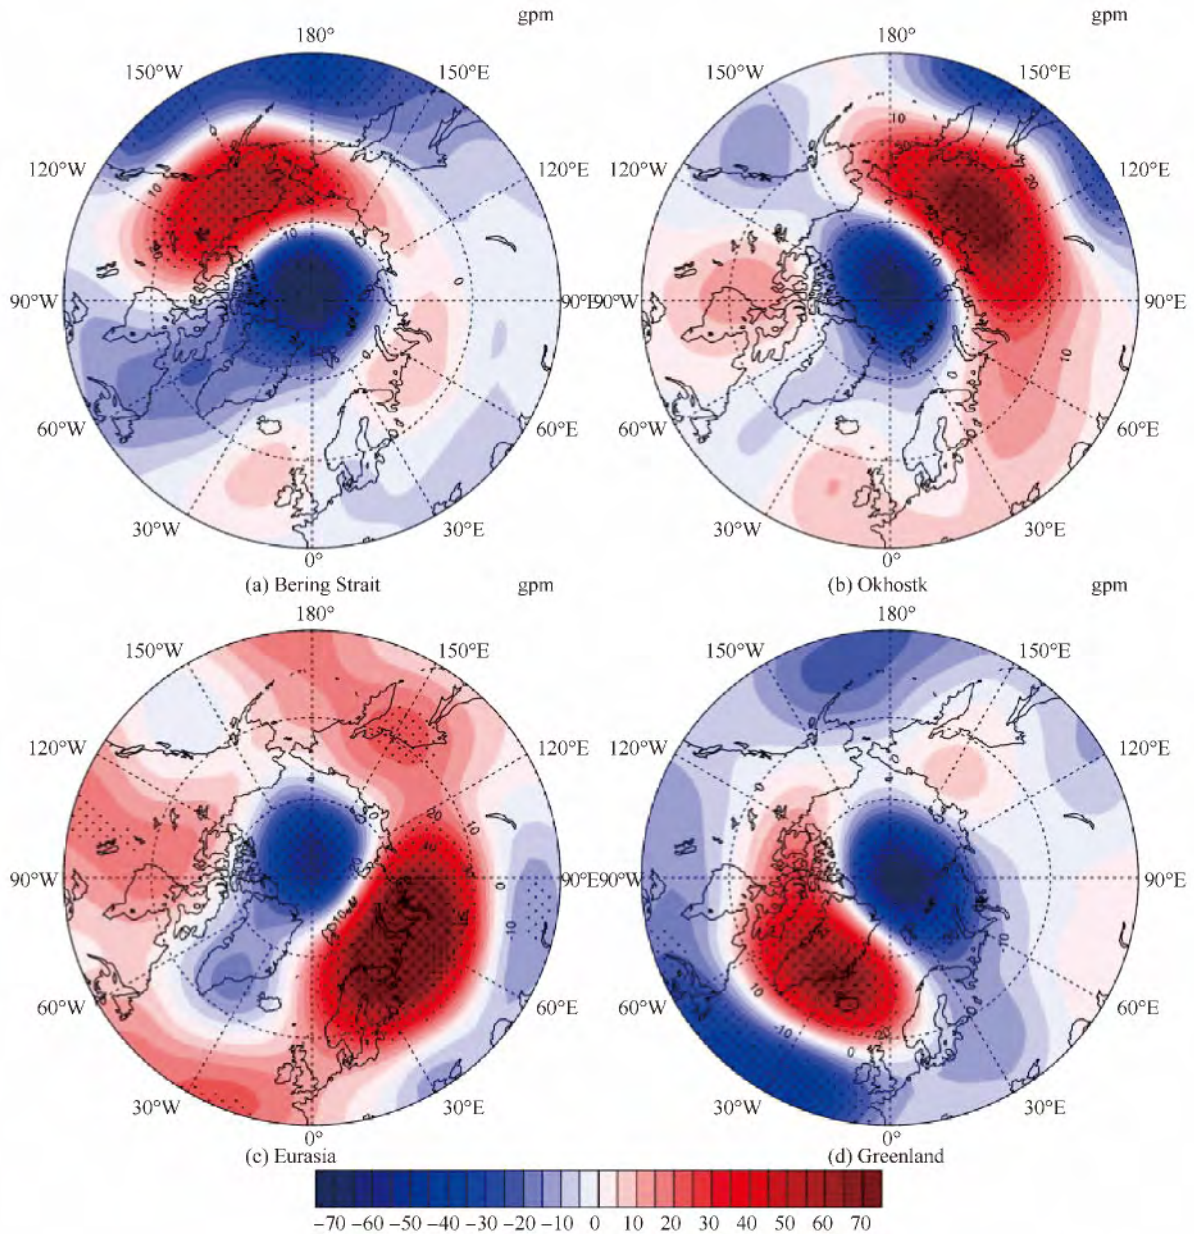 gpm gpm
180° 180°
150°W 150°E 150°W 150°E
120°W 120°E 120°W 120°E
90°W 90°E 90°W 90°E
60°W 60°E 60°W 60°E
30°W 30°E 30°W 30°E
0° 0°
(a) Bering Strait (b) Okhostk
gpm gpm
180° 180°
150°W 150°E 150°W 150°E
120°W 120°E 120°W 120°E
90°W 90°E 90°W 90°E
60°W 60°E 60°W 60°E
30°W 30°E 30°W 30°E
0° 0°
(c) Eurasia (d) Greenland
−70 −60 −50 −40 −30 −20 −10 0 10 20 30 40 50 60 70